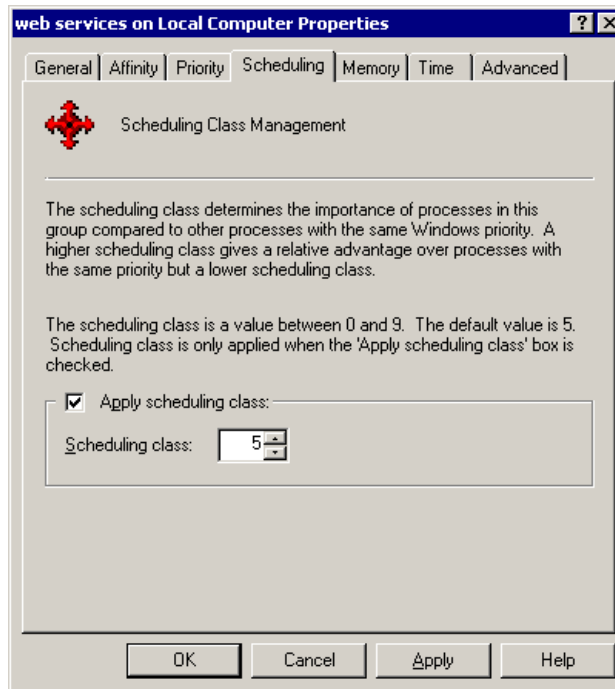 web services on Local Computer Properties
General Affinity Priority Scheduling Memory Time Advanced
Scheduling Class Management
The scheduling class determines the importance of processes in this
group compared to other processes with the same Windows priority. A
higher scheduling class gives a relative advantage over processes with
the same priority but a lower scheduling class.
The scheduling class is a value between 0 and 9. The default value is 5.
Scheduling class is only applied when the 'Apply scheduling class' box is
checked.
Apply scheduling class:
Scheduling class: 5
OK Cancel Apply Help